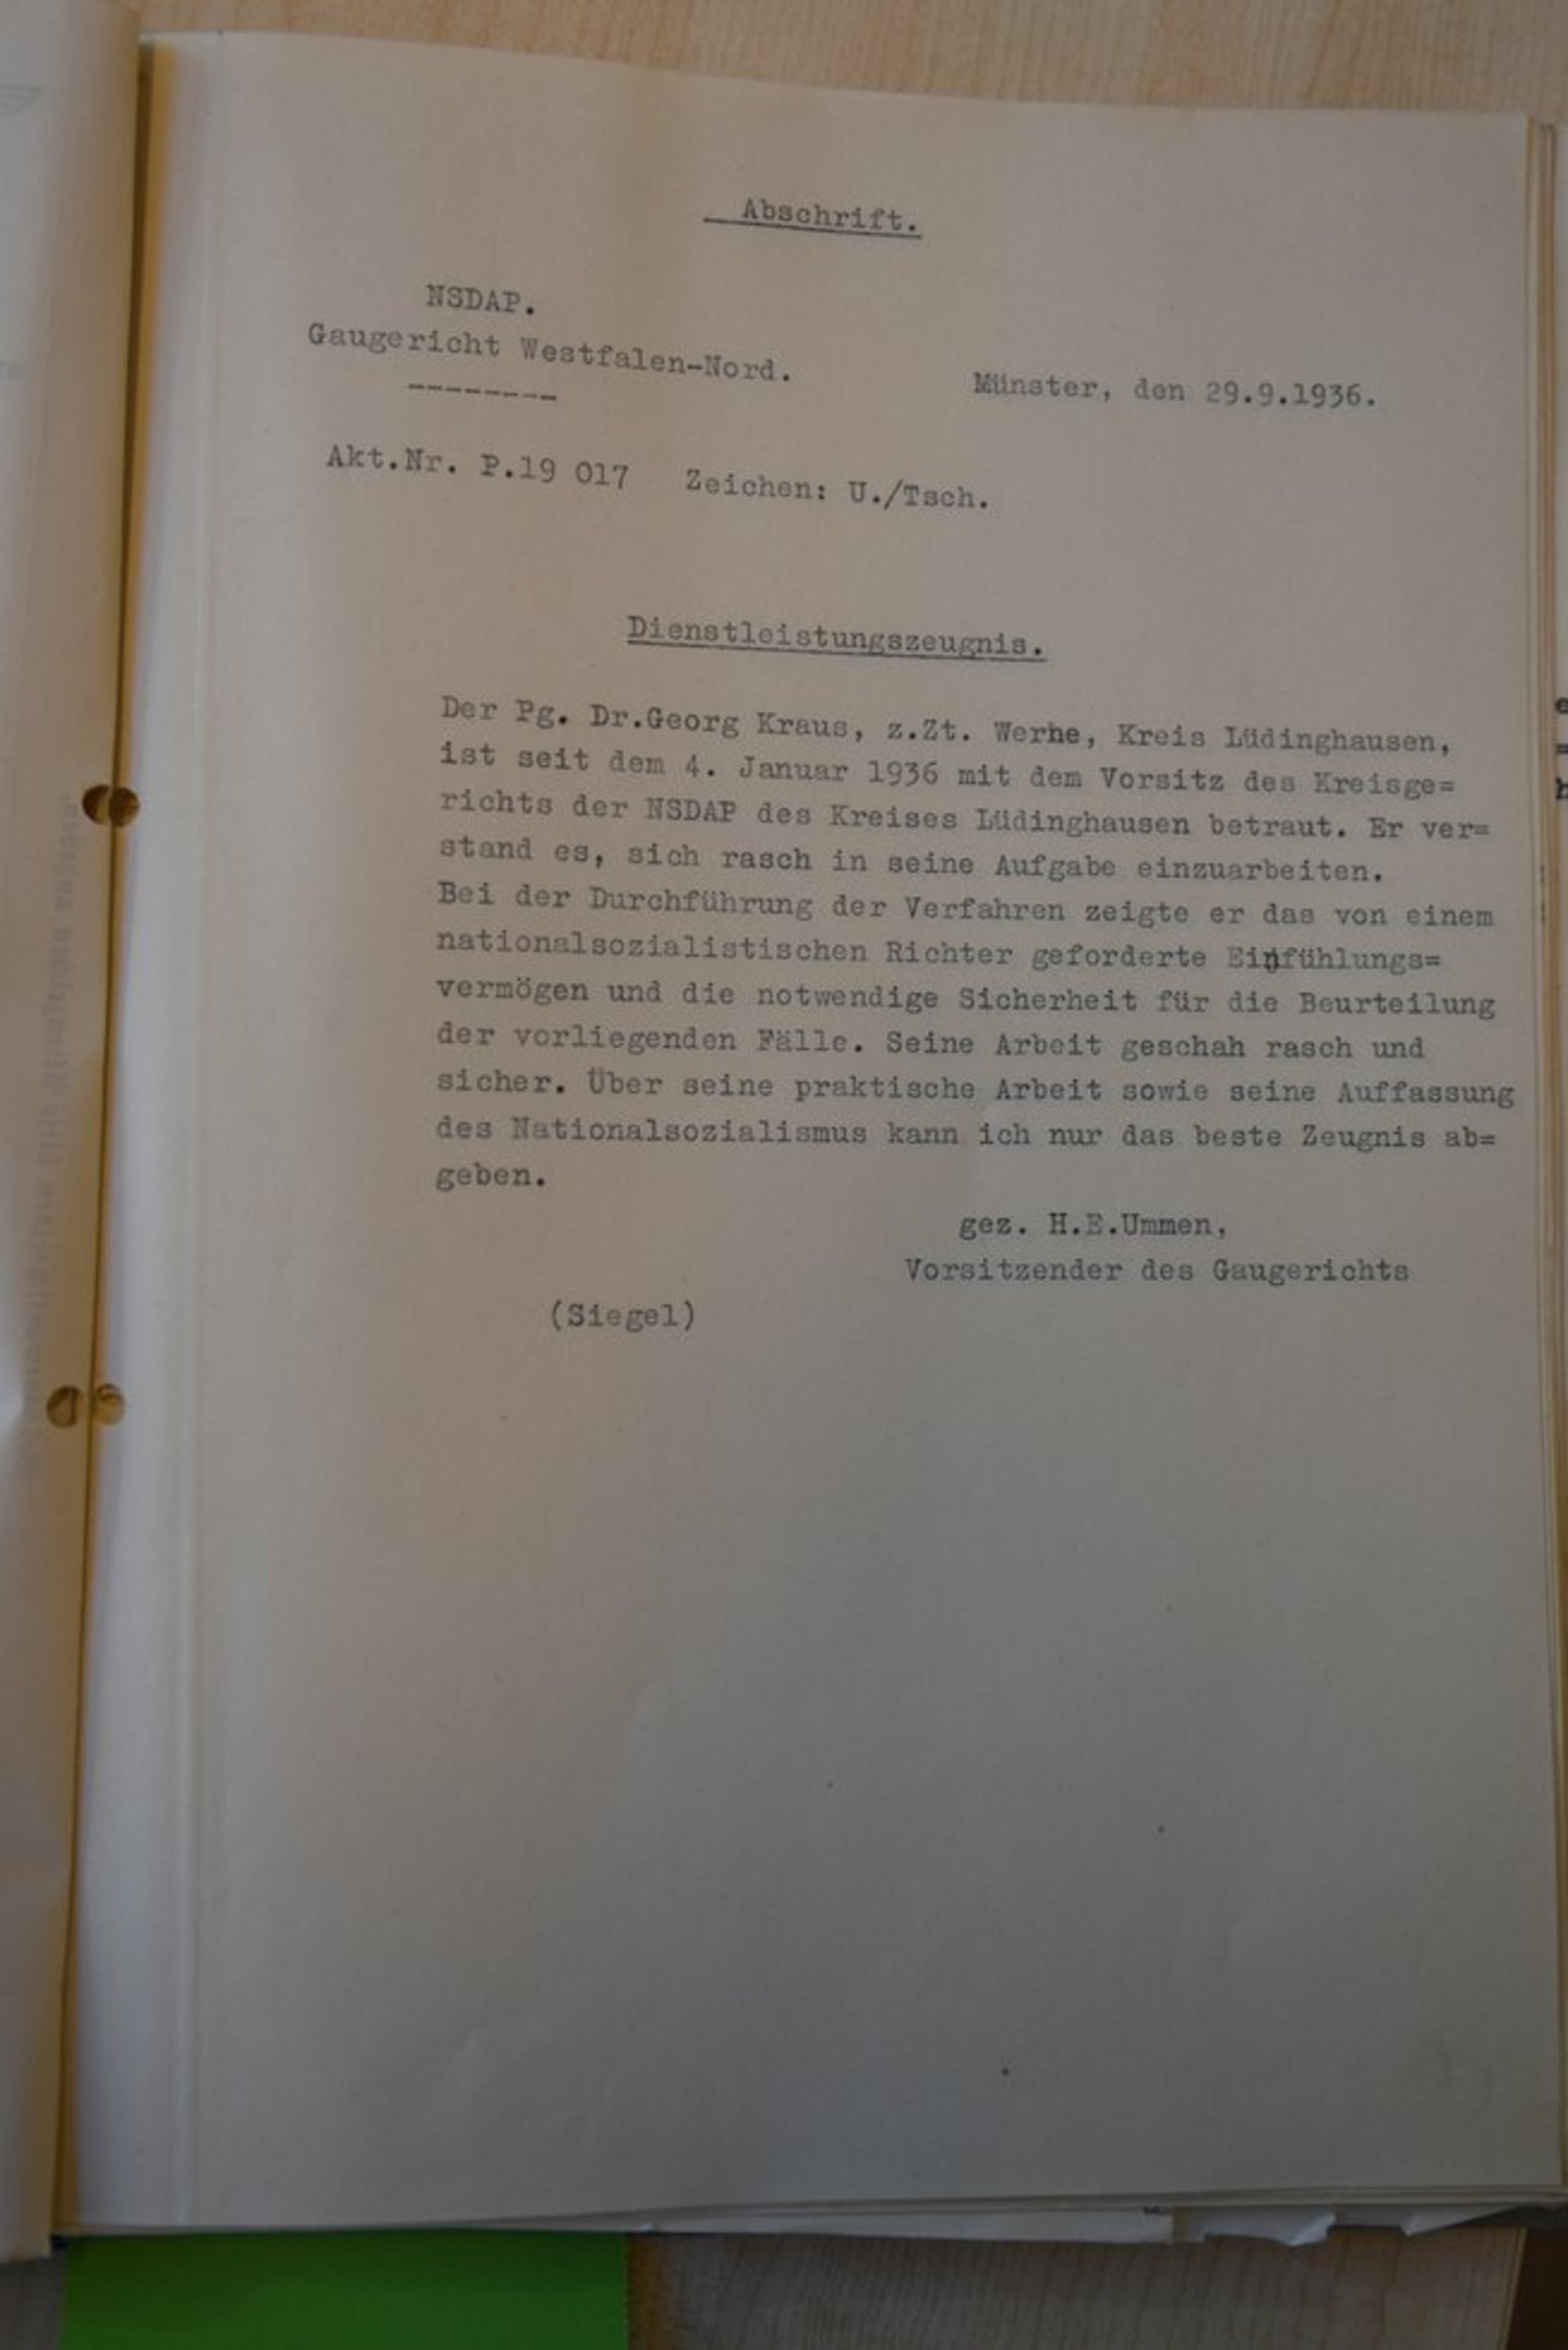 Abschrift.
NSDAP.
Gaugericht Westfalen-Nord.
--------
Münster, den 29.9.1936.
Akt.Nr. P.19 017 Zeichen: U./Tsch.
Dienstleistungszeugnis.
Der Pg. Dr.Georg Kraus, z.Zt. Werne, Kreis Lüdinghausen,
ist seit dem 4. Januar 1936 mit dem Vorsitz des Kreisge=
richts der NSDAP des Kreises Lüdinghausen betraut. Er ver=
stand es, sich rasch in seine Aufgabe einzuarbeiten.
Bei der Durchführung der Verfahren zeigte er das von einem
nationalsozialistischen Richter geforderte Einfühlungs=
vermögen und die notwendige Sicherheit für die Beurteilung
der vorliegenden Fälle. Seine Arbeit geschah rasch und
sicher. Über seine praktische Arbeit sowie seine Auffassung
des Nationalsozialismus kann ich nur das beste Zeugnis ab=
geben.
gez. H.E.Ummen,
Vorsitzender des Gaugerichts
(Siegel)